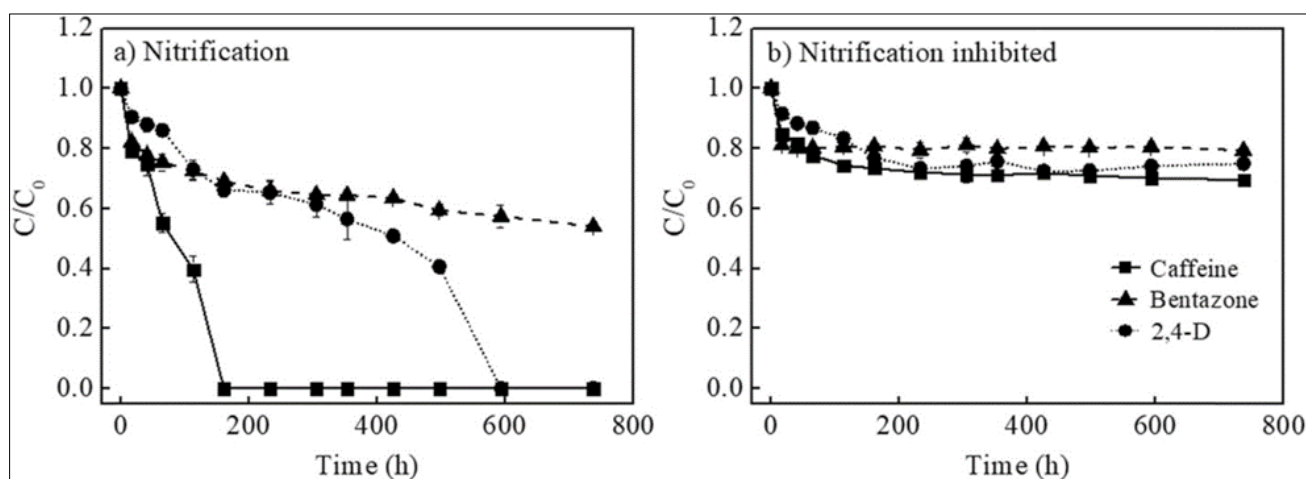 a) Nitrification
1.2
1.0
0.8
0.6
0.4
0.2
0.0
C/C0
0
200
400
600
800
Time (h)
b) Nitrification inhibited
1.2
1.0
0.8
0.6
0.4
0.2
0.0
C/C0
Caffeine
Bentazone
2,4-D
0
200
400
600
800
Time (h)